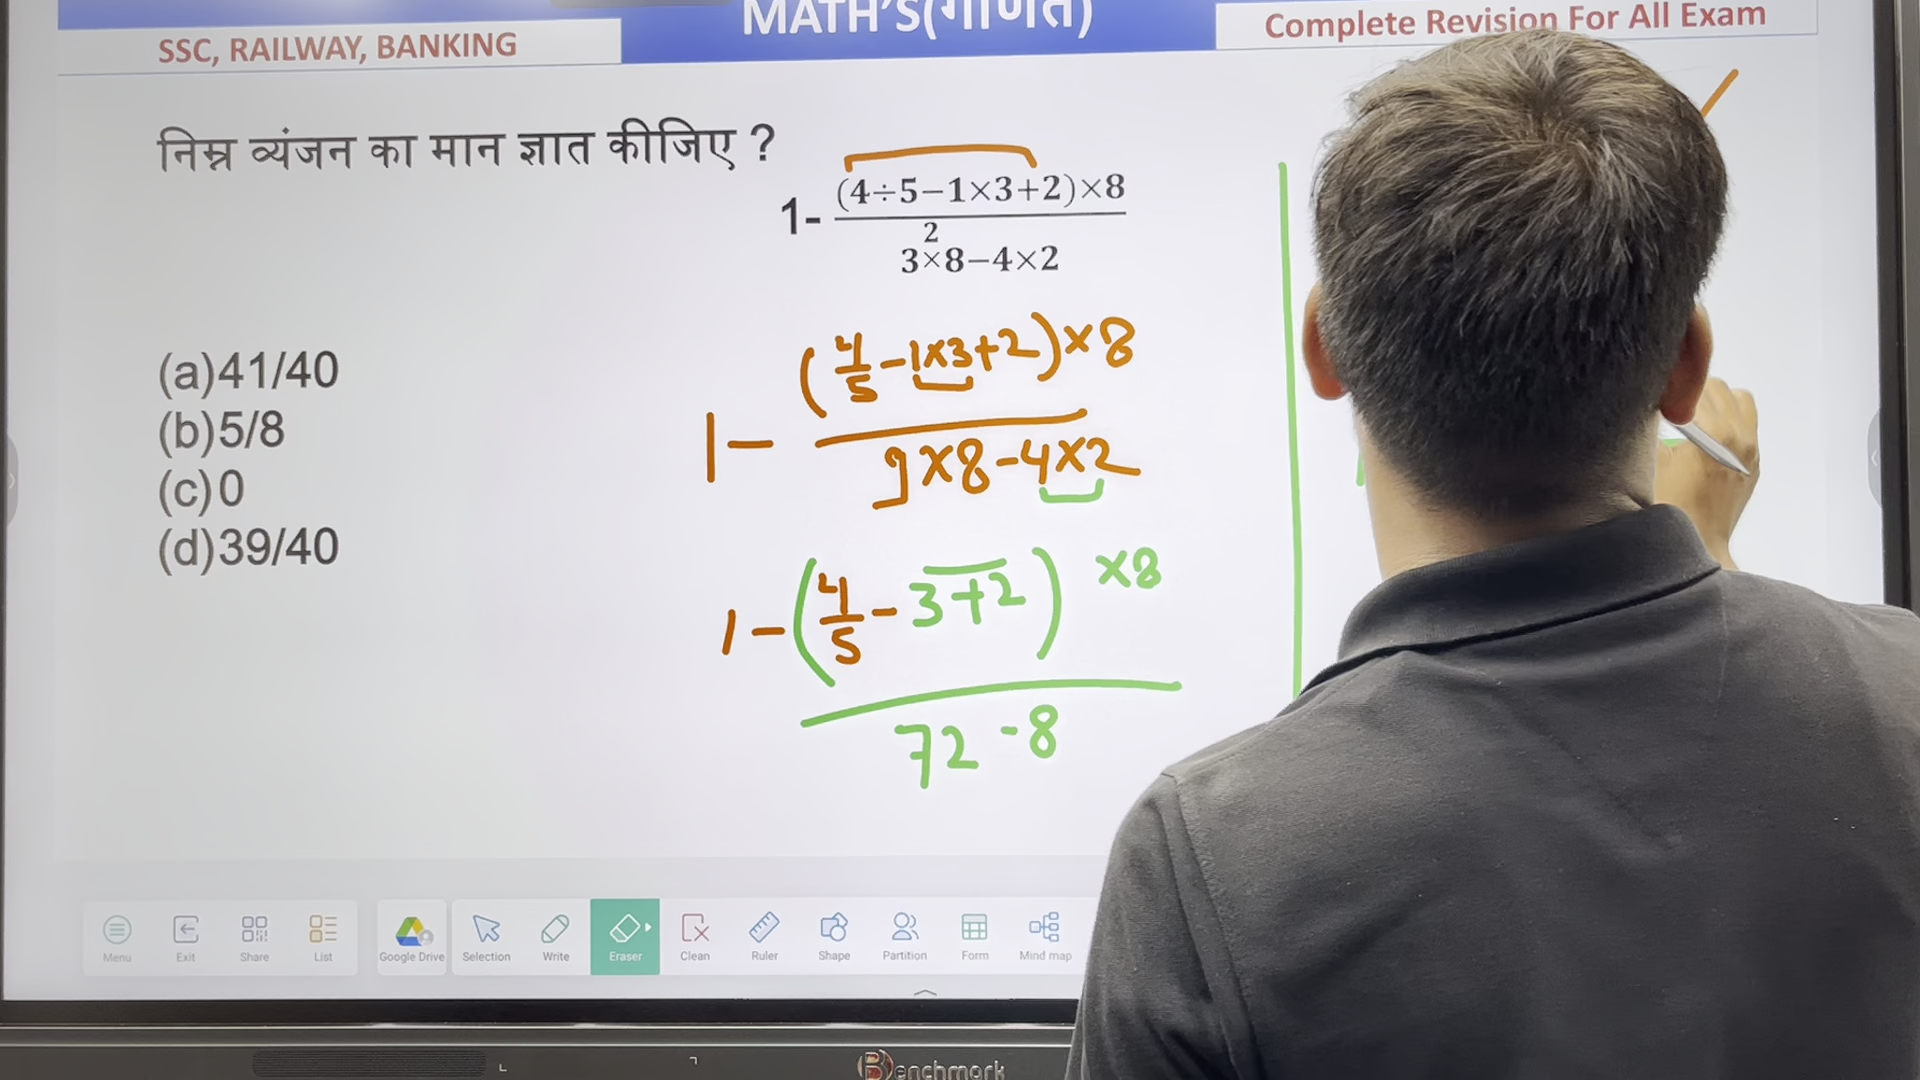 MATH'S(गणित)
SSC, RAILWAY, BANKING
Complete Revision For All Exam
निम्न व्यंजन का मान ज्ञात कीजिए ?
(4÷5−1×3+2)×8
1-
2
3×8−4×2
(a)41/40
(b)5/8
(c)0
(d)39/40
(4/5-1×3+2)×8
1-
9×8-4×2
1-(4/5-3+2) ×8
72-8
Menu Exit Share List Google Drive Selection Write Eraser Clean Ruler Shape Partition Form Mind map
Benchmark